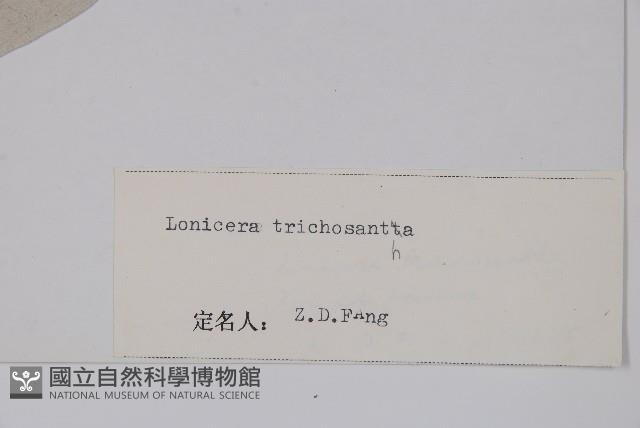 Lonicera trichosantta
h
定名人： Z.D.Fang
國立自然科學博物館
NATIONAL MUSEUM OF NATURAL SCIENCE